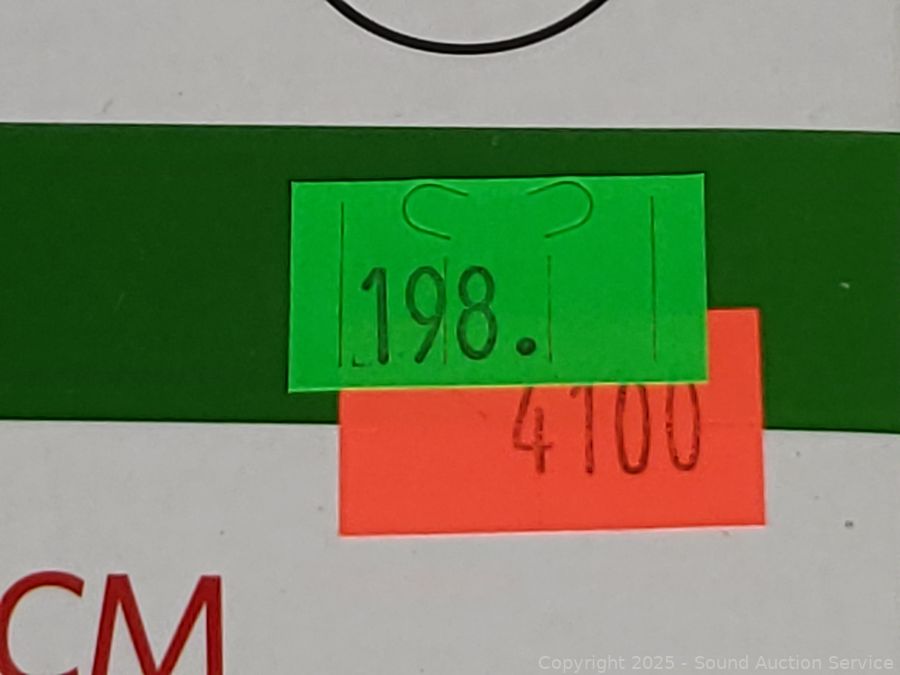 198.
4100
CM
Copyright 2025 - Sound Auction Service